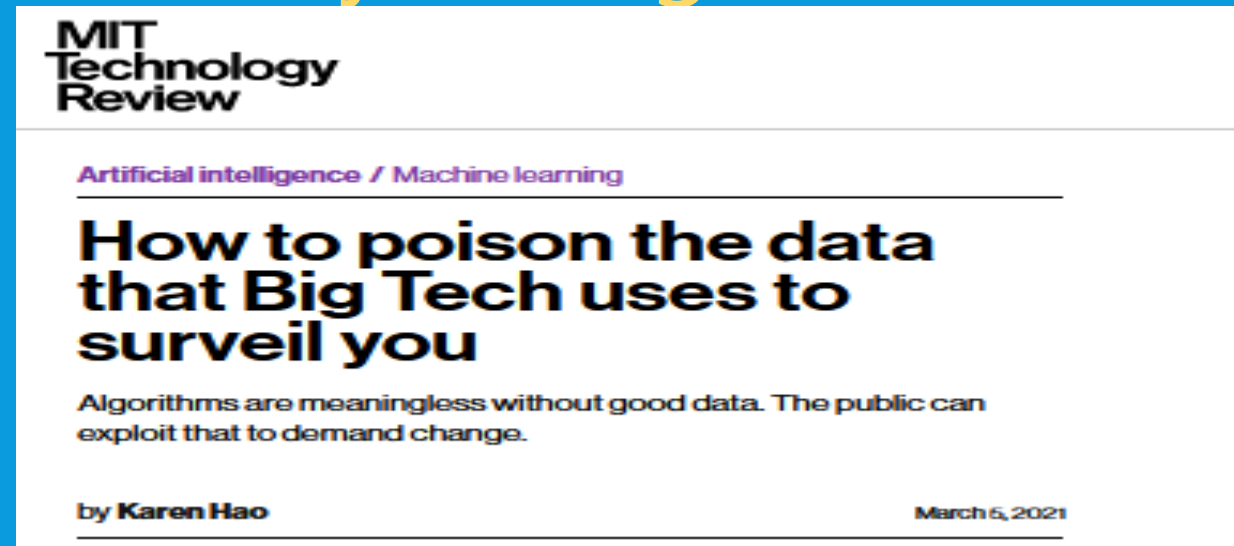 MIT
Technology
Review
Artificial intelligence / Machine learning
How to poison the data
that Big Tech uses to
surveil you
Algorithms are meaningless without good data. The public can
exploit that to demand change.
by Karen Hao
March 5, 2021